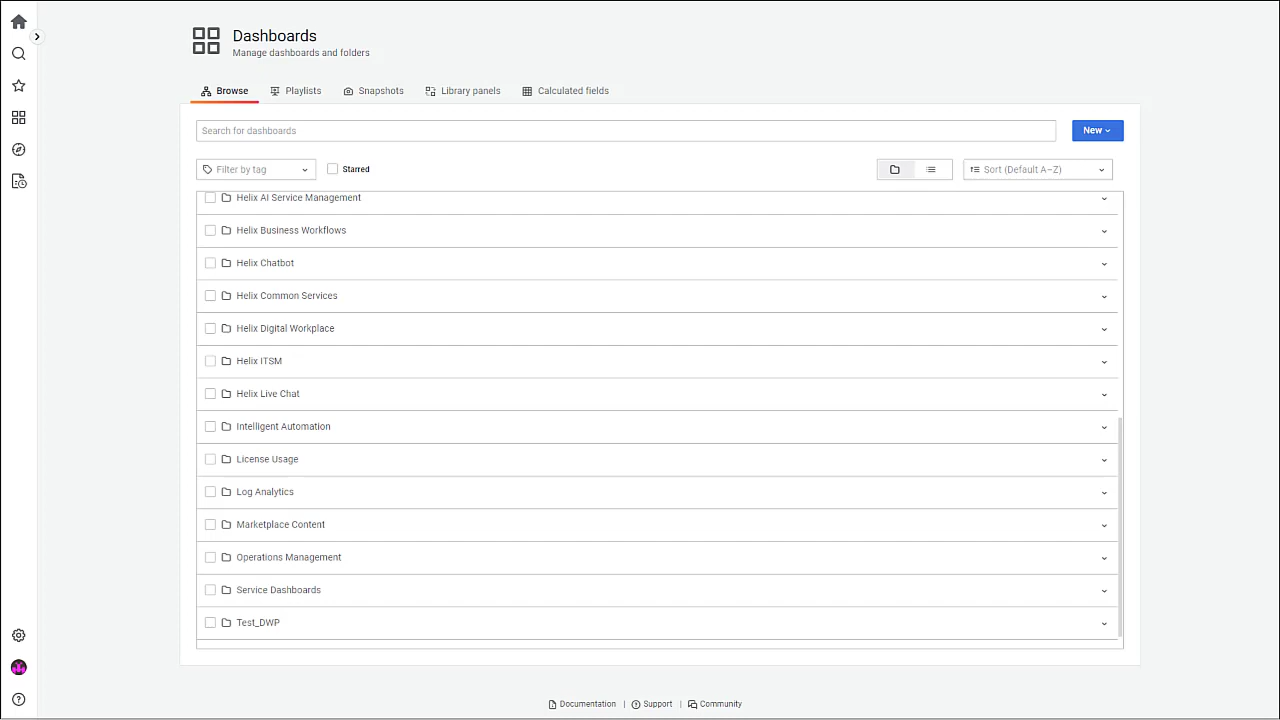 Dashboards
Manage dashboards and folders
Browse Playlists Snapshots Library panels Calculated fields
Search for dashboards New
Filter by tag Starred Sort (Default A–Z)
Helix AI Service Management
Helix Business Workflows
Helix Chatbot
Helix Common Services
Helix Digital Workplace
Helix ITSM
Helix Live Chat
Intelligent Automation
License Usage
Log Analytics
Marketplace Content
Operations Management
Service Dashboards
Test_DWP
Documentation | Support | Community